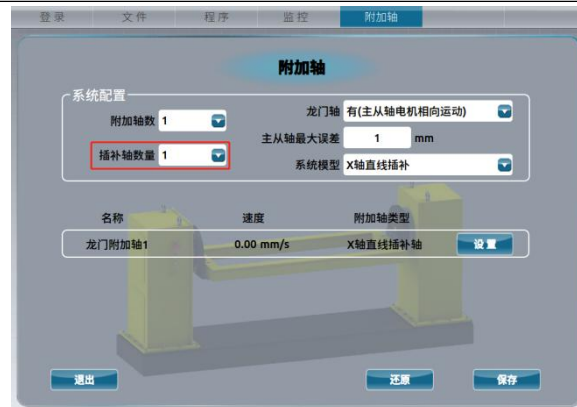 登录 文件 程序 监控 附加轴
附加轴
系统配置
附加轴数 1 龙门轴 有(主从轴电机相向运动)
主从轴最大误差 1 mm
插补轴数量 1 系统模型 X轴直线插补
名称 速度 附加轴类型
龙门附加轴1 0.00 mm/s X轴直线插补轴 设置
退出 还原 保存